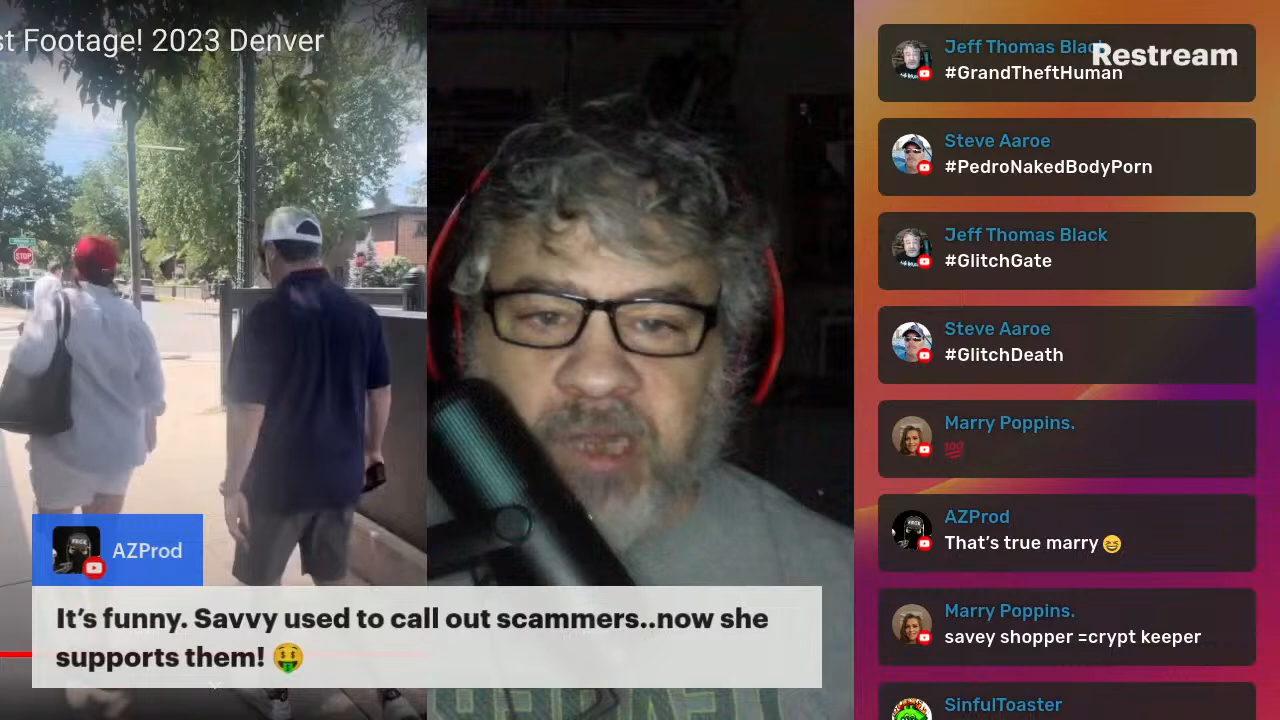 st Footage! 2023 Denver
STOP
AZProd
It's funny. Savvy used to call out scammers..now she
supports them! 🤑
Restream
Jeff Thomas Black
#GrandTheftHuman
Steve Aaroe
#PedroNakedBodyPorn
Jeff Thomas Black
#GlitchGate
Steve Aaroe
#GlitchDeath
Marry Poppins.
💯
AZProd
That's true marry 😆
Marry Poppins.
savey shopper =crypt keeper
SinfulToaster